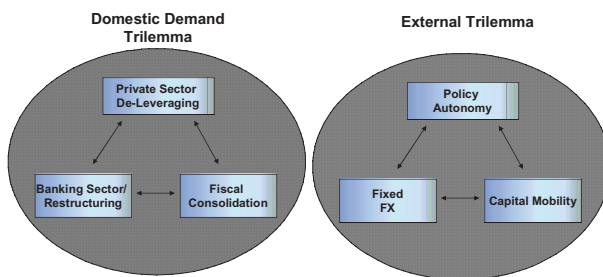 Domestic Demand
Trilemma
Private Sector
De-Leveraging
Banking Sector/
Restructuring
Fiscal
Consolidation
External Trilemma
Policy
Autonomy
Fixed
FX
Capital Mobility